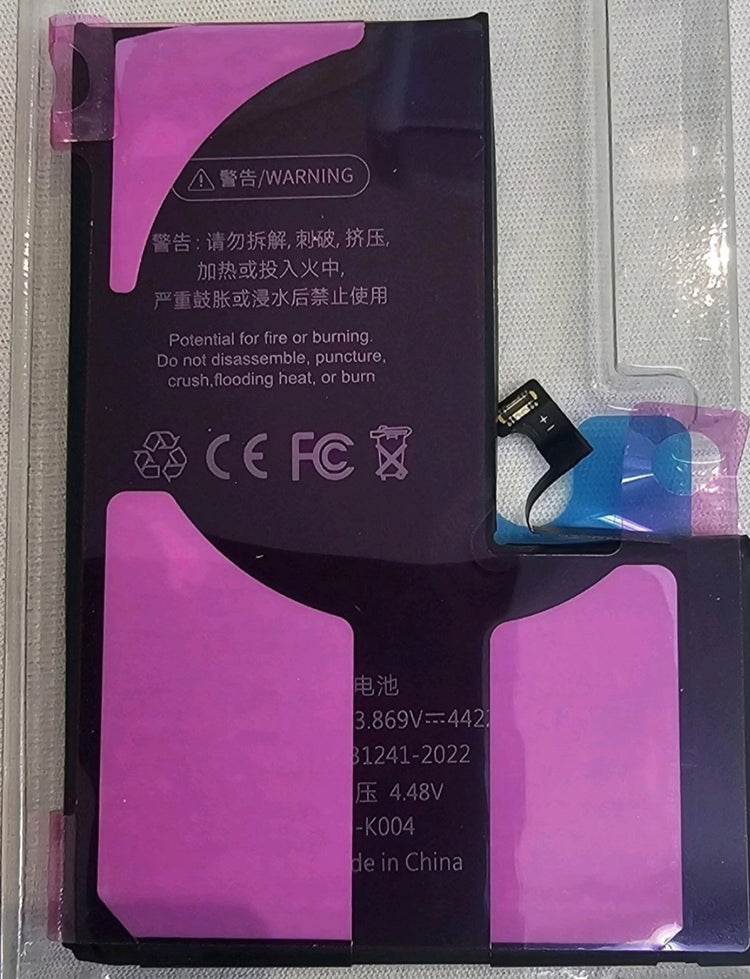 警告/WARNING
警告: 请勿拆解, 刺破, 挤压,
加热或投入火中,
严重鼓胀或浸水后禁止使用
Potential for fire or burning.
Do not disassemble, puncture,
crush,flooding heat, or burn
CE FC
+ -
电池
3.869V⎓442
31241-2022
压 4.48V
-K004
de in China